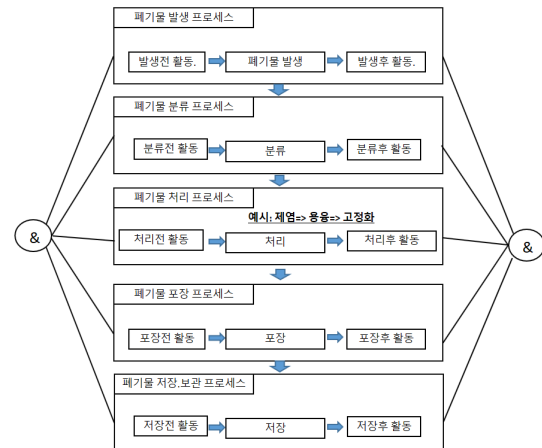 폐기물 발생 프로세스
발생전 활동.
폐기물 발생
발생후 활동.
폐기물 분류 프로세스
분류전 활동
분류
분류후 활동
폐기물 처리 프로세스
예시: 제염=> 용융=> 고정화
처리전 활동
처리
처리후 활동
&
&
폐기물 포장 프로세스
포장전 활동
포장
포장후 활동
폐기물 저장.보관 프로세스
저장전 활동
저장
저장후 활동